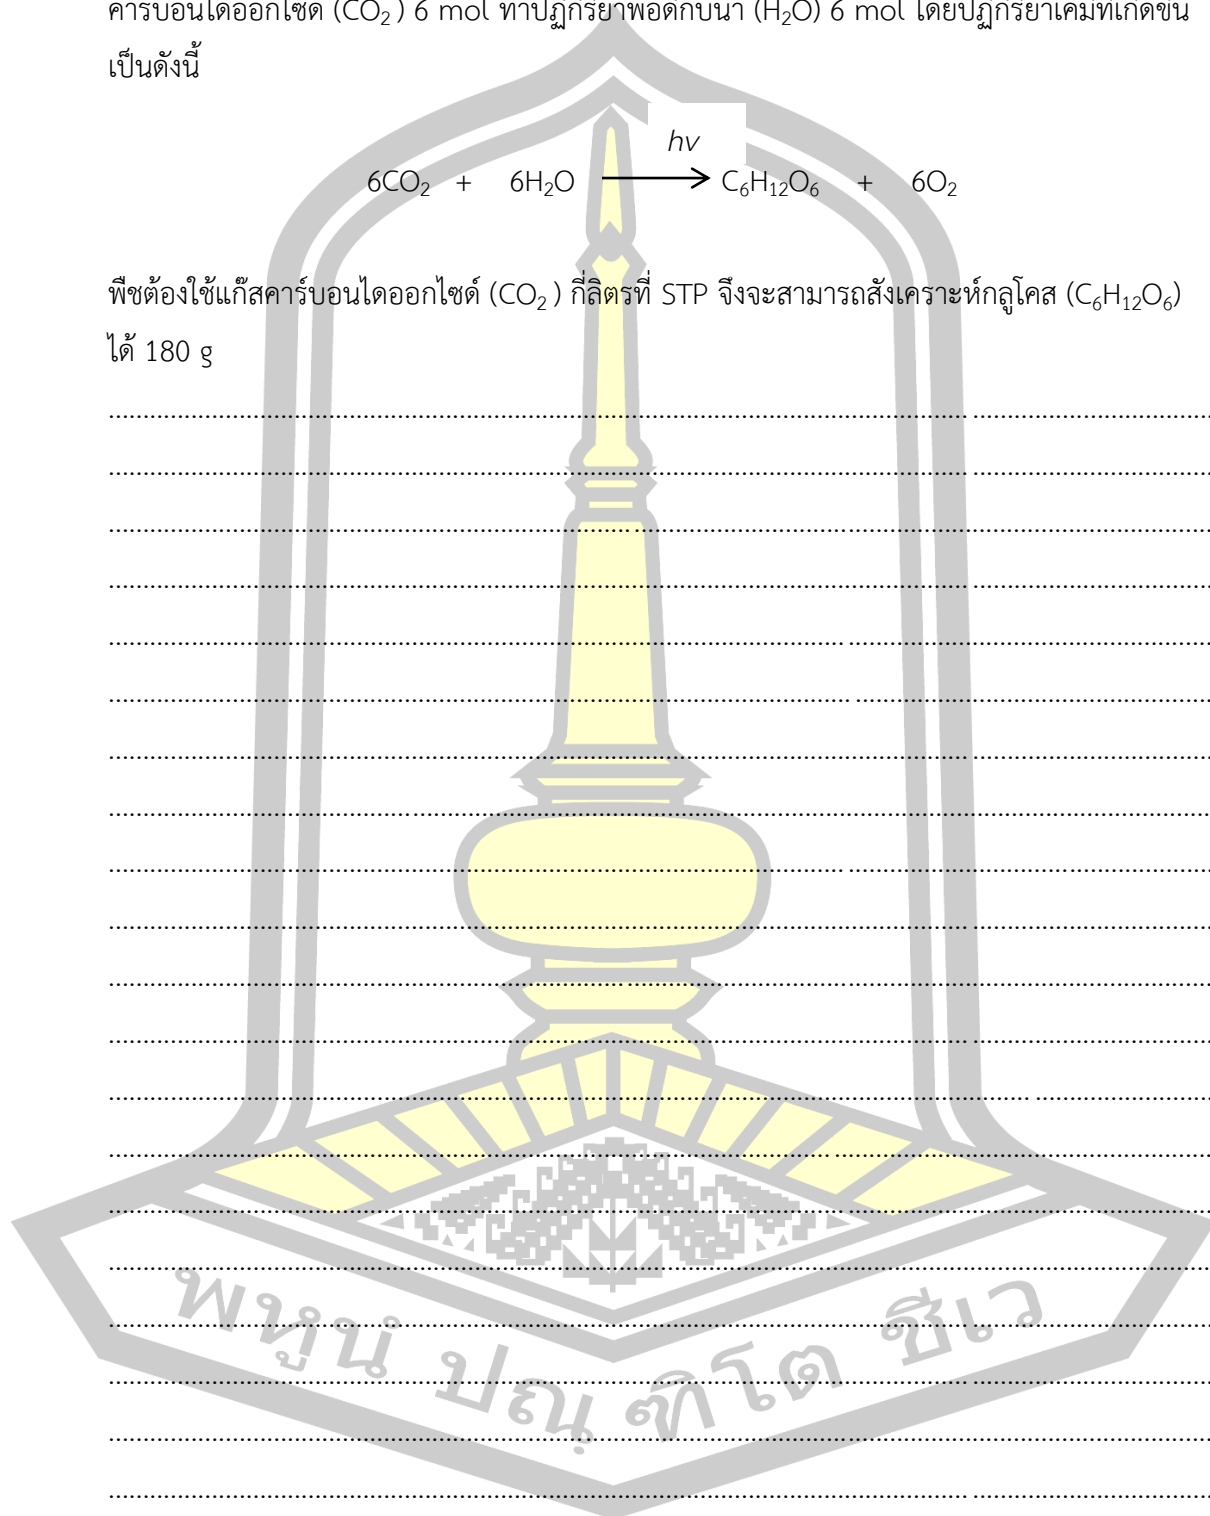 คาร์บอนไดออกไซด์ (CO₂ ) 6 mol ทำปฏิกิริยาพอดีกับน้ำ (H₂O) 6 mol โดยปฏิกิริยาเคมีที่เกิดขึ้น
เป็นดังนี้
hv
6CO₂ + 6H₂O → C₆H₁₂O₆ + 6O₂
พืชต้องใช้แก๊สคาร์บอนไดออกไซด์ (CO₂ ) กี่ลิตรที่ STP จึงจะสามารถสังเคราะห์กลูโคส (C₆H₁₂O₆)
ได้ 180 g
พหูนํ ปณฺฑิโต ชีเว